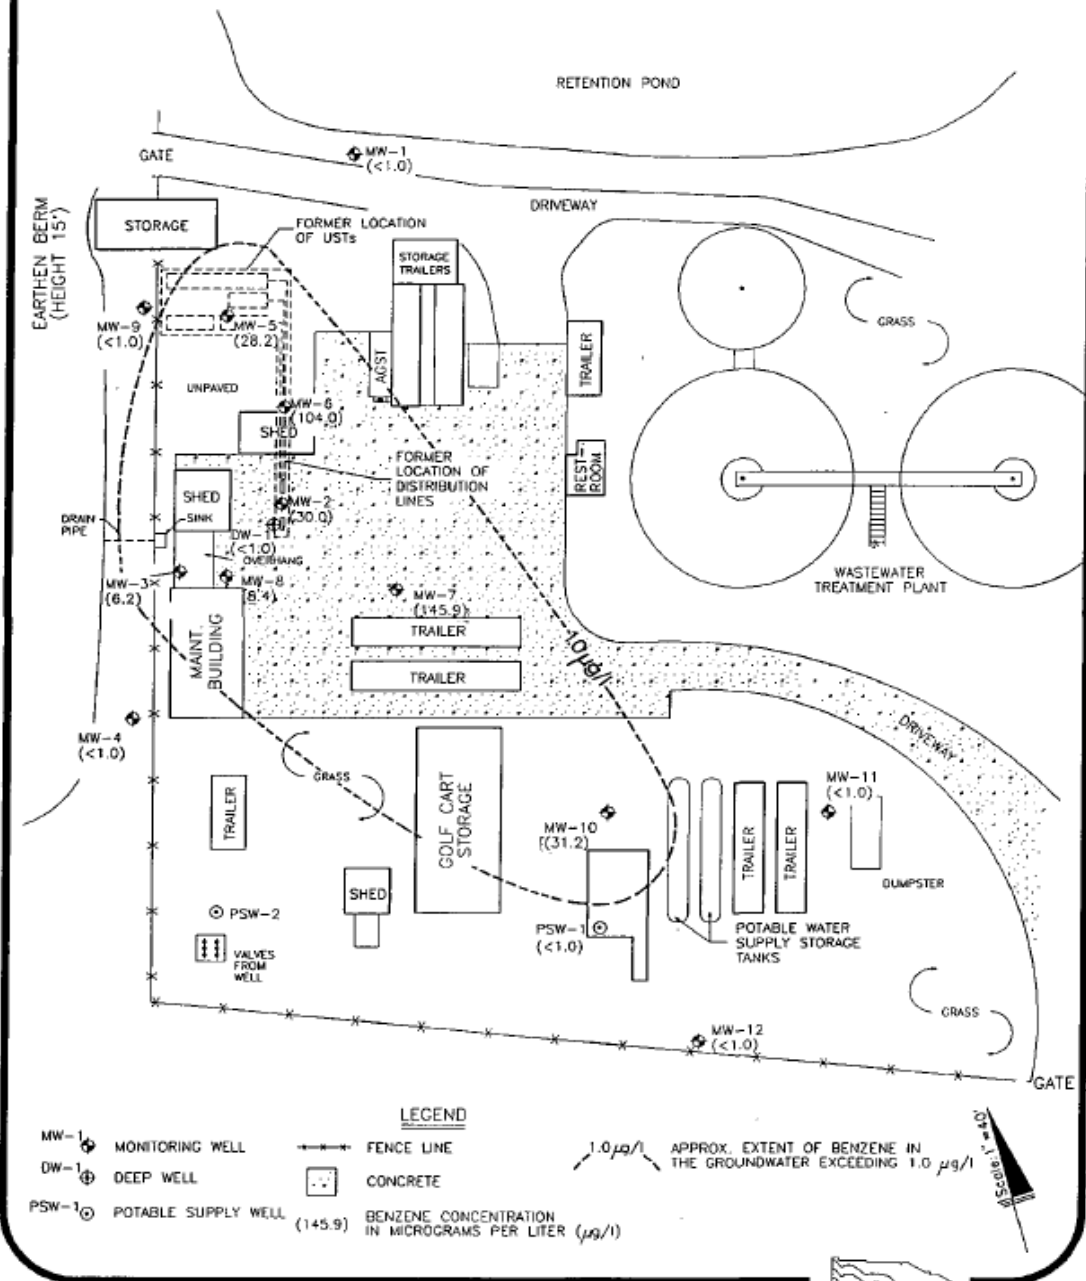 RETENTION POND
GATE
MW-1
(<1.0)
DRIVEWAY
EARTHEN BERM
(HEIGHT 15')
STORAGE
FORMER LOCATION
OF USTs
STORAGE
TRAILERS
GRASS
MW-9
(<1.0)
MW-5
(28.2)
UNPAVED
AGST
TRAILER
MW-6
(104.0)
SHED
FORMER
LOCATION OF
DISTRIBUTION
LINES
REST-
ROOM
SHED
SINK
MW-2
(30.0)
DRAIN
PIPE
DW-1
(<1.0)
OVERHANG
WASTEWATER
TREATMENT PLANT
MW-3
(6.2)
MW-8
(8.4)
MW-7
(145.9)
TRAILER
TRAILER
1.0 µg/l
MAINT
BUILDING
MW-4
(<1.0)
DRIVEWAY
GRASS
TRAILER
GOLF CART
STORAGE
MW-10
(31.2)
MW-11
(<1.0)
TRAILER
TRAILER
DUMPSTER
SHED
PSW-2
PSW-1
(<1.0)
POTABLE WATER
SUPPLY STORAGE
TANKS
VALVES
FROM
WELL
GRASS
MW-12
(<1.0)
GATE
LEGEND
MW-1 MONITORING WELL
DW-1 DEEP WELL
PSW-1 POTABLE SUPPLY WELL
FENCE LINE
CONCRETE
(145.9) BENZENE CONCENTRATION
IN MICROGRAMS PER LITER (µg/l)
1.0 µg/l APPROX. EXTENT OF BENZENE IN
THE GROUNDWATER EXCEEDING 1.0 µg/l
Scale: 1"=40'